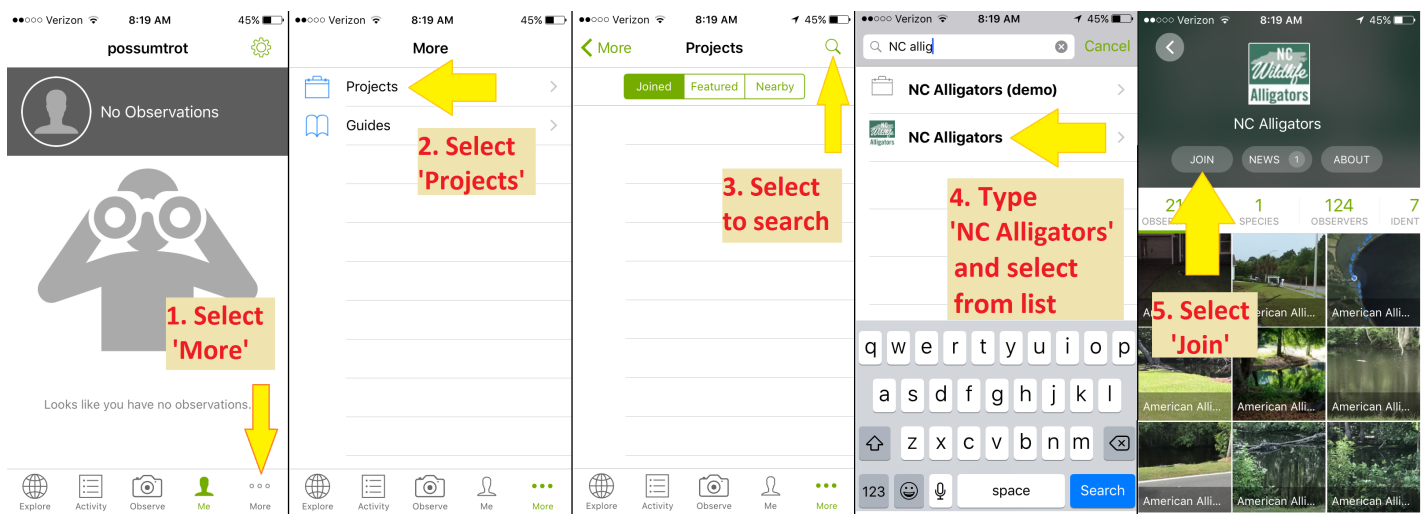 ●●○○○ Verizon 8:19 AM 45%
possumtrot
No Observations
1. Select
'More'
Looks like you have no observations.
Explore Activity Observe Me More
●●○○○ Verizon 8:19 AM 45%
More
Projects
Guides
2. Select
'Projects'
Explore Activity Observe Me More
●●○○○ Verizon 8:19 AM 45%
More Projects
Joined Featured Nearby
3. Select
to search
Explore Activity Observe Me More
●●○○○ Verizon 8:19 AM 45%
NC allig Cancel
NC Alligators (demo)
Alligators
NC Alligators
4. Type
'NC Alligators'
and select
from list
q w e r t y u i o p
a s d f g h j k l
z x c v b n m
123 space Search
●●○○○ Verizon 8:19 AM 45%
NC
Wildlife
Alligators
NC Alligators
JOIN NEWS 1 ABOUT
21 1 124 7
OBSER SPECIES OBSERVERS IDENT
5. Select
'Join'
erican Alli... American Alli...
American Alli... American Alli... American Alli...
American Alli... American Alli... American Alli...